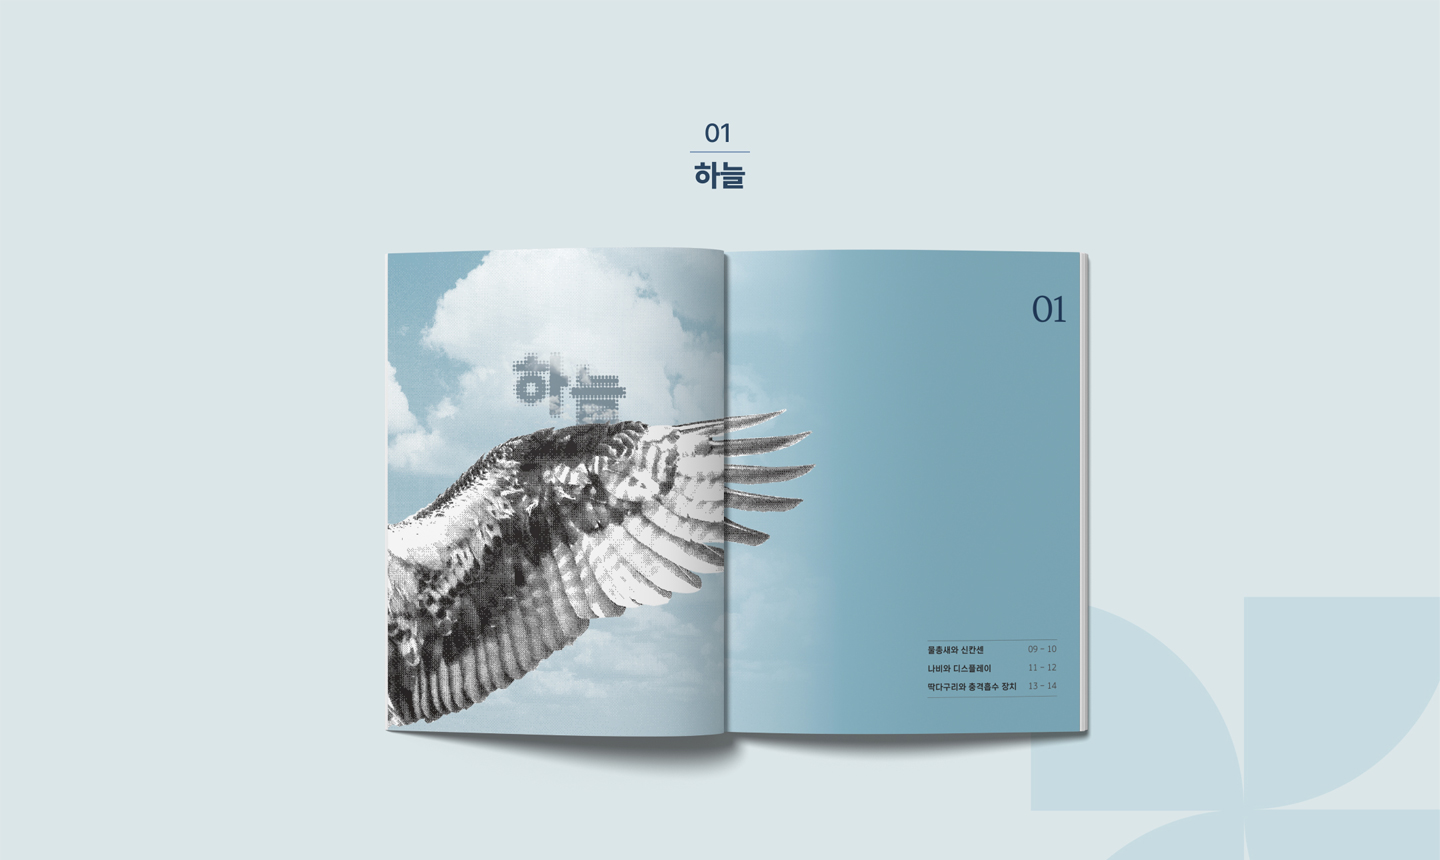 01
하늘
하늘
01
물총새와 신칸센 09 – 10
나비와 디스플레이 11 – 12
딱다구리와 충격흡수 장치 13 – 14